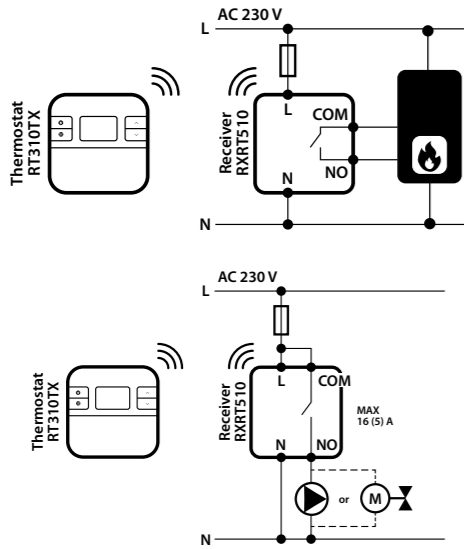 AC 230 V
L
Thermostat
RT310TX
Receiver
RXRT510
L
COM
NO
N
N
AC 230 V
L
Thermostat
RT310TX
Receiver
RXRT510
L
COM
MAX
16 (5) A
N
NO
or
M
N